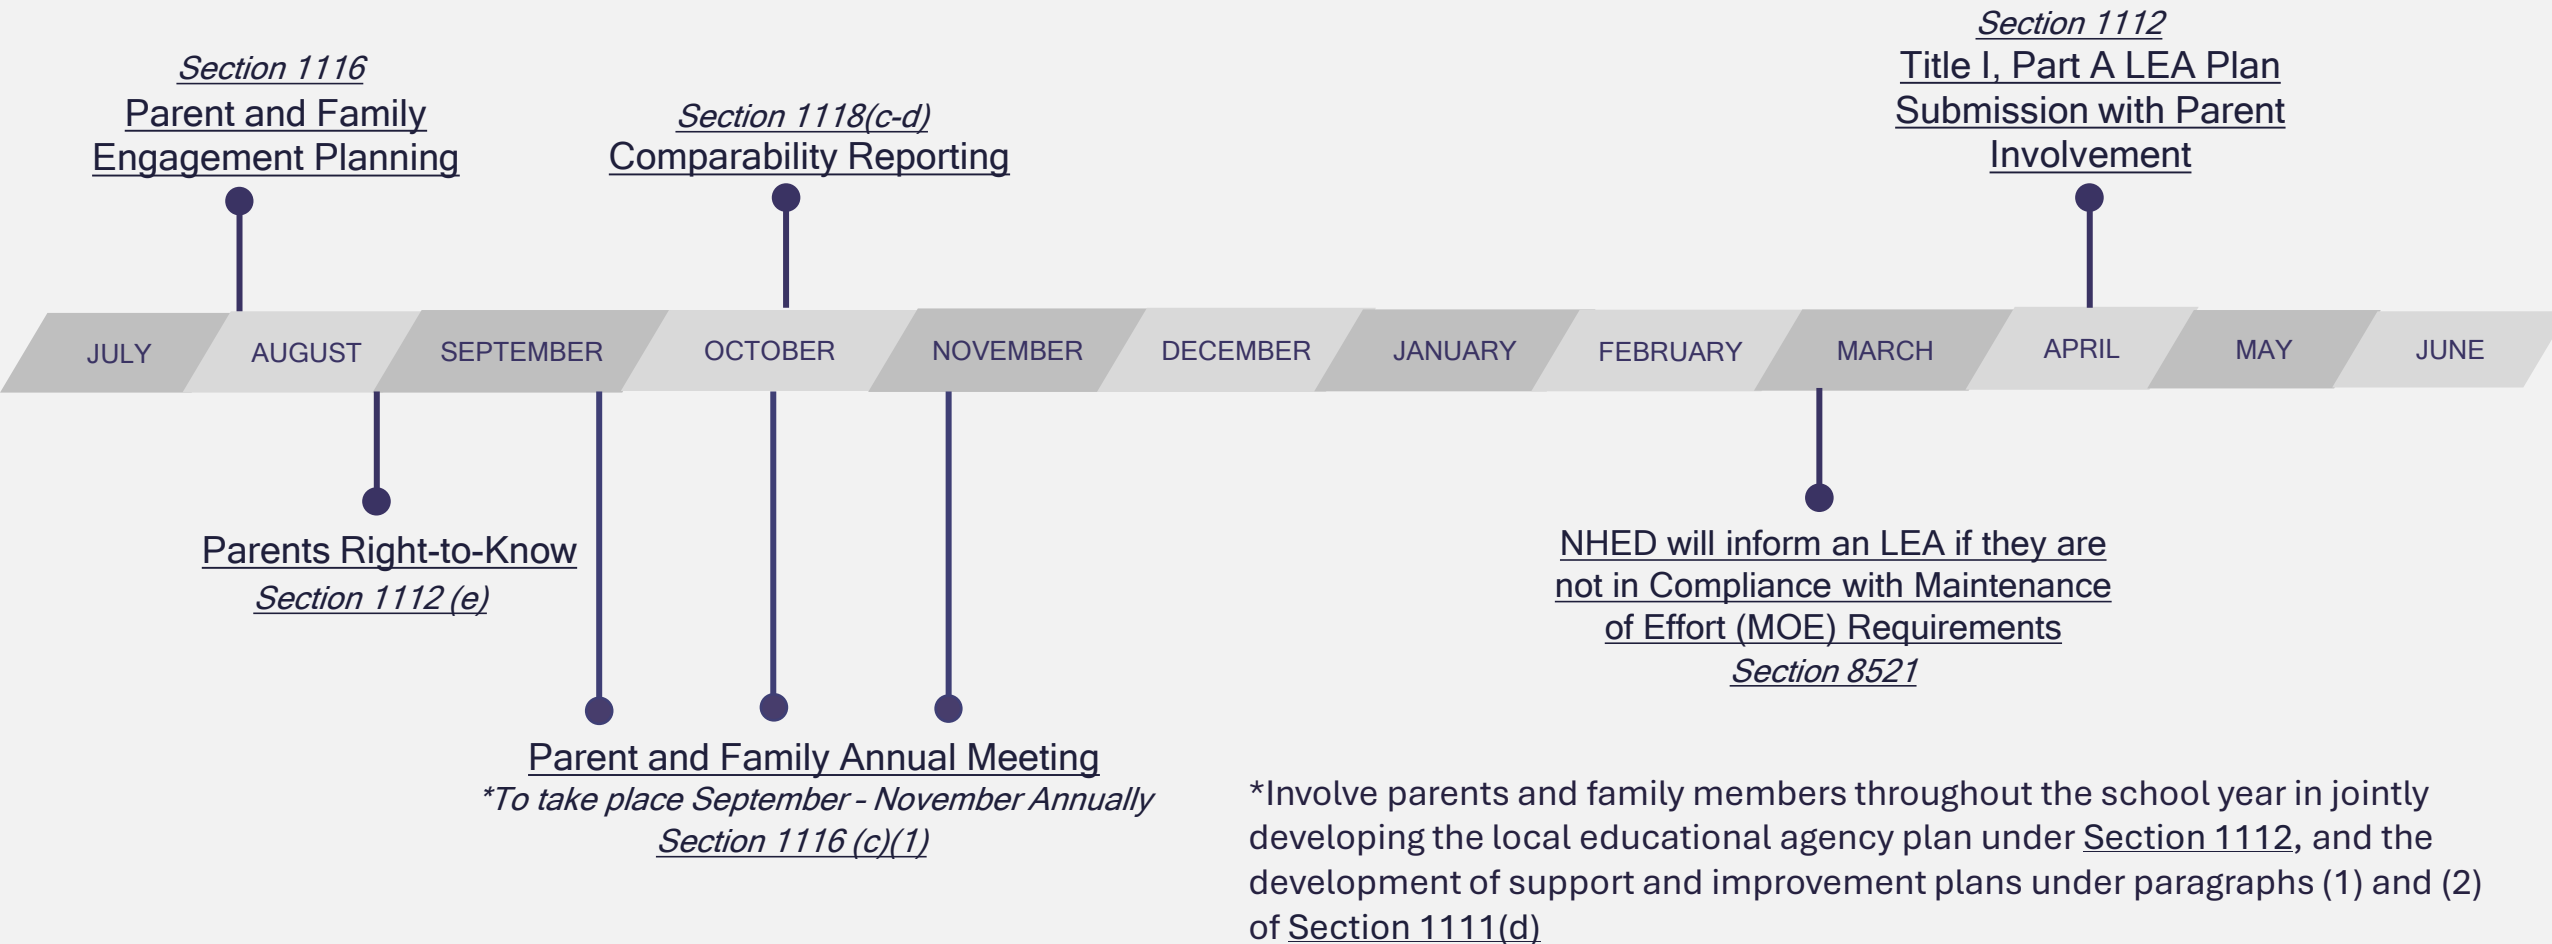 Section 1116
Parent and Family
Engagement Planning
Section 1118(c-d)
Comparability Reporting
Section 1112
Title I, Part A LEA Plan
Submission with Parent
Involvement
JULY
AUGUST
SEPTEMBER
OCTOBER
NOVEMBER
DECEMBER
JANUARY
FEBRUARY
MARCH
APRIL
MAY
JUNE
Parents Right-to-Know
Section 1112 (e)
Parent and Family Annual Meeting
*To take place September - November Annually
Section 1116 (c)(1)
NHED will inform an LEA if they are
not in Compliance with Maintenance
of Effort (MOE) Requirements
Section 8521
*Involve parents and family members throughout the school year in jointly
developing the local educational agency plan under Section 1112, and the
development of support and improvement plans under paragraphs (1) and (2)
of Section 1111(d)